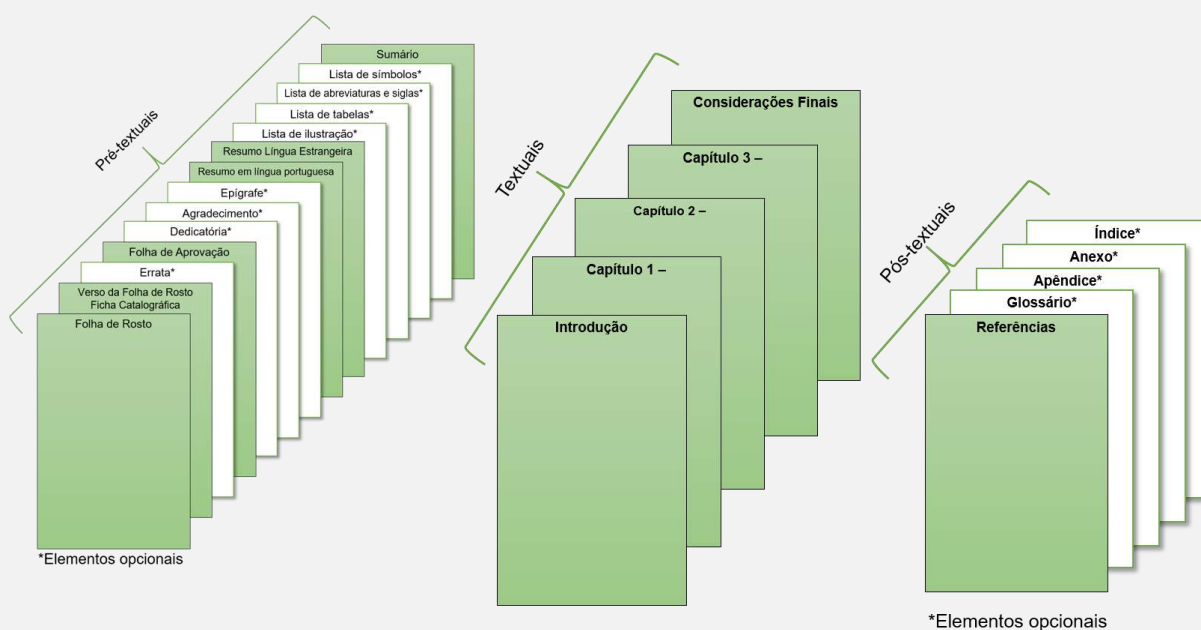 Pré-textuais
Sumário
Lista de símbolos*
Lista de abreviaturas e siglas*
Lista de tabelas*
Lista de ilustração*
Resumo Língua Estrangeira
Resumo em língua portuguesa
Epígrafe*
Agradecimento*
Dedicatória*
Folha de Aprovação
Errata*
Verso da Folha de Rosto
Ficha Catalográfica
Folha de Rosto
*Elementos opcionais
Textuais
Considerações Finais
Capítulo 3 –
Capítulo 2 –
Capítulo 1 –
Introdução
Pós-textuais
Índice*
Anexo*
Apêndice*
Glossário*
Referências
*Elementos opcionais